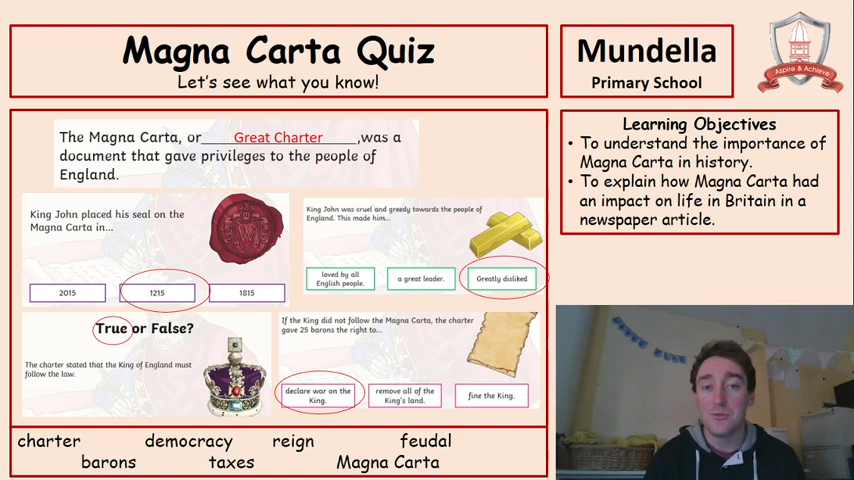 Magna Carta Quiz
Let's see what you know!
Mundella
Primary School
Aspire & Achieve
The Magna Carta, or Great Charter ,was a
document that gave privileges to the people of
England.
King John placed his seal on the
Magna Carta in...
2015
1215
1815
King John was cruel and greedy towards the people of
England. This made him...
loved by all
English people.
a great leader.
Greatly disliked
True or False?
The charter stated that the King of England must
follow the law.
If the King did not follow the Magna Carta, the charter
gave 25 barons the right to...
declare war on the
King.
remove all of the
King's land.
fine the King.
charter democracy reign feudal
barons taxes Magna Carta
Learning Objectives
• To understand the importance of
Magna Carta in history.
• To explain how Magna Carta had
an impact on life in Britain in a
newspaper article.